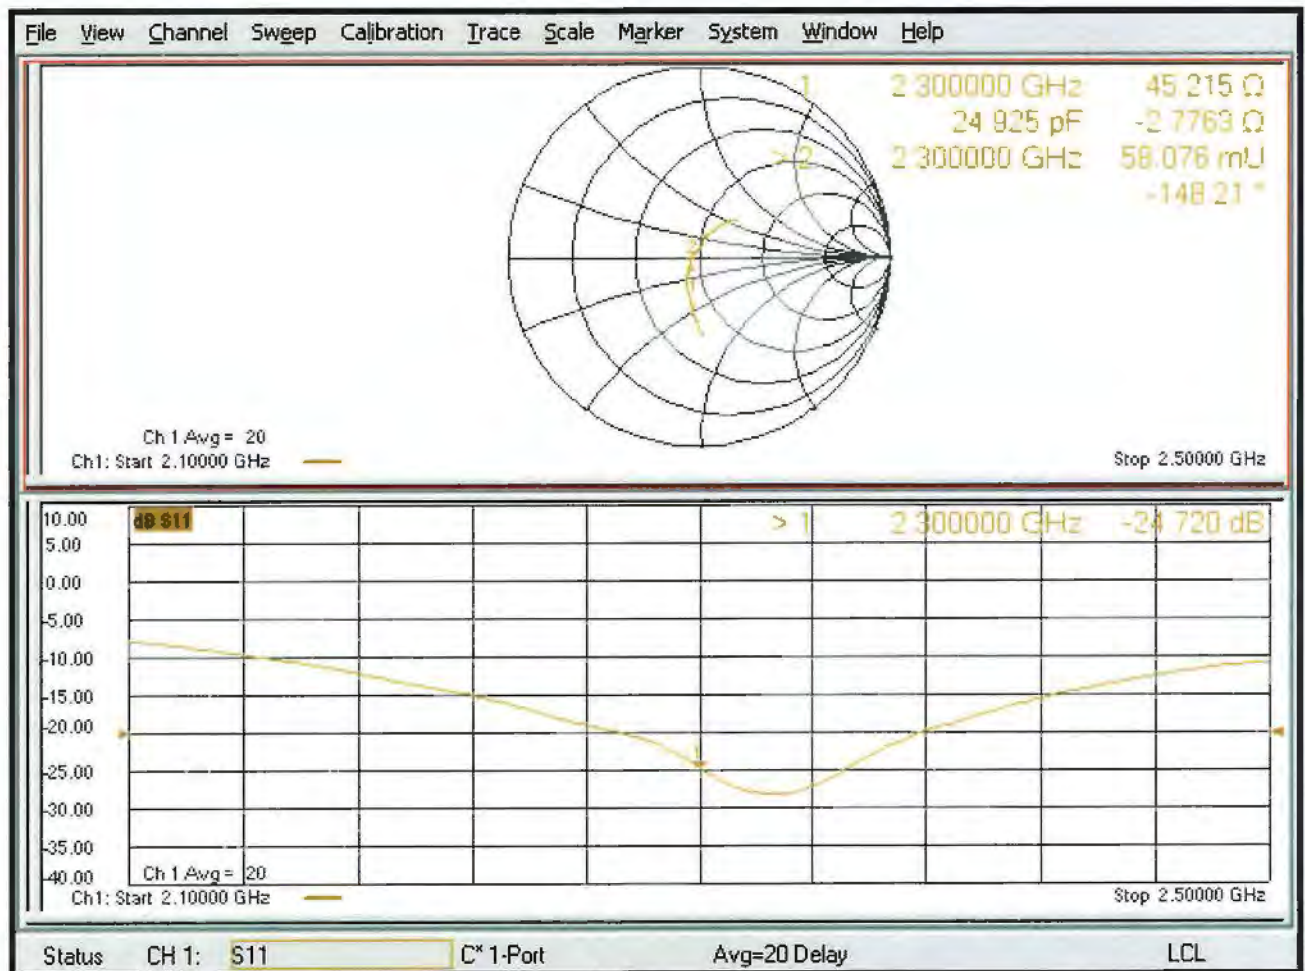 File View Channel Sweep Calibration Trace Scale Marker System Window Help
1 2.300000 GHz 45.215 Ω
24.925 pF -2.7763 Ω
> 2 2.300000 GHz 58.076 mU
-148.21 °
2
1
Ch 1 Avg = 20
Ch1: Start 2.10000 GHz Stop 2.50000 GHz
10.00 dB S11 > 1 2.300000 GHz -24.720 dB
5.00
0.00
-5.00
-10.00
-15.00
-20.00
1
-25.00
-30.00
-35.00
-40.00 Ch 1 Avg = 20
Ch1: Start 2.10000 GHz Stop 2.50000 GHz
Status CH 1: S11 C* 1-Port Avg=20 Delay LCL